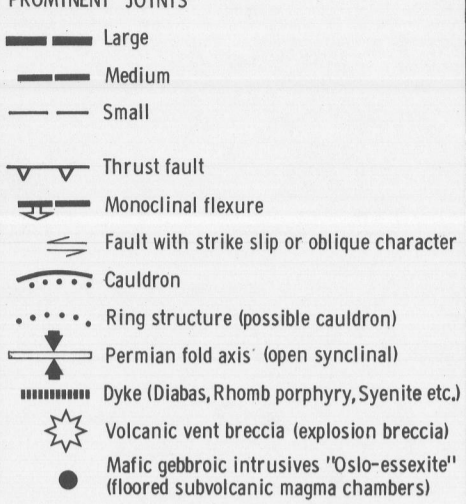 PROMINENT JOINTS
Large
Medium
Small
Thrust fault
Monoclinal flexure
Fault with strike slip or oblique character
Cauldron
Ring structure (possible cauldron)
Permian fold axis (open synclinal)
Dyke (Diabas, Rhomb porphyry, Syenite etc.)
Volcanic vent breccia (explosion breccia)
Mafic gebbroic intrusives "Oslo-essexite"
(floored subvolcanic magma chambers)